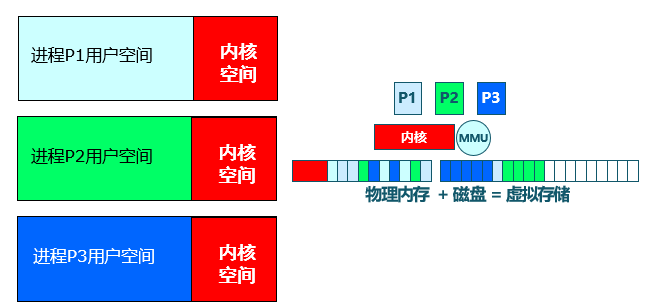 进程P1用户空间
内核
空间
进程P2用户空间
内核
空间
进程P3用户空间
内核
空间
P1 P2 P3
内核 MMU
物理内存 + 磁盘 = 虚拟存储